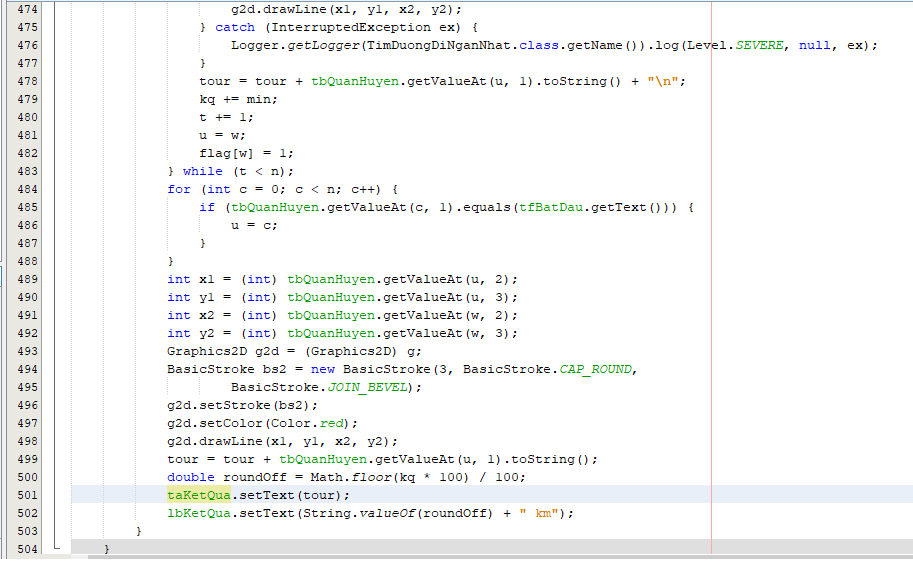 474 g2d.drawLine(x1, y1, x2, y2);
475 } catch (InterruptedException ex) {
476 Logger.getLogger(TimDuongDiNganNhat.class.getName()).log(Level.SEVERE, null, ex);
477 }
478 tour = tour + tbQuanHuyen.getValueAt(u, 1).toString() + "\n";
479 kq += min;
480 t += 1;
481 u = w;
482 flag[w] = 1;
483 } while (t < n);
484 for (int c = 0; c < n; c++) {
485 if (tbQuanHuyen.getValueAt(c, 1).equals(tfBatDau.getText())) {
486 u = c;
487 }
488 }
489 int x1 = (int) tbQuanHuyen.getValueAt(u, 2);
490 int y1 = (int) tbQuanHuyen.getValueAt(u, 3);
491 int x2 = (int) tbQuanHuyen.getValueAt(w, 2);
492 int y2 = (int) tbQuanHuyen.getValueAt(w, 3);
493 Graphics2D g2d = (Graphics2D) g;
494 BasicStroke bs2 = new BasicStroke(3, BasicStroke.CAP_ROUND,
495 BasicStroke.JOIN_BEVEL);
496 g2d.setStroke(bs2);
497 g2d.setColor(Color.red);
498 g2d.drawLine(x1, y1, x2, y2);
499 tour = tour + tbQuanHuyen.getValueAt(u, 1).toString();
500 double roundOff = Math.floor(kq * 100) / 100;
501 taKetQua.setText(tour);
502 lbKetQua.setText(String.valueOf(roundOff) + " km");
503 }
504 }